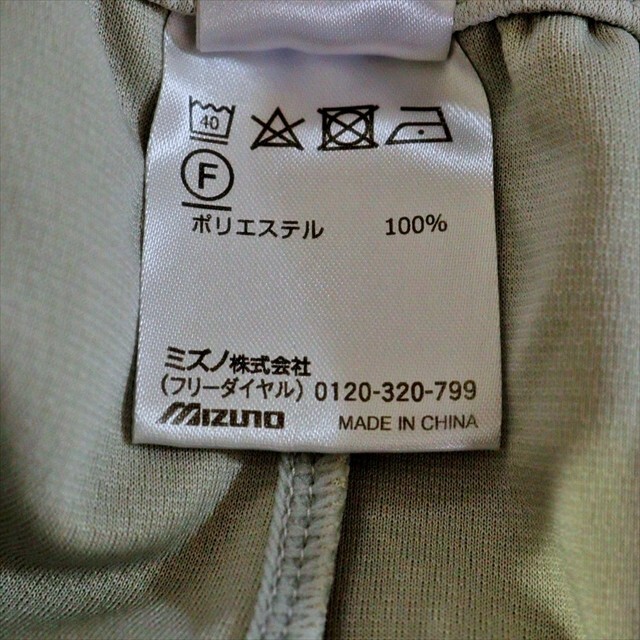 40
F
ポリエステル 100%
ミズノ株式会社
(フリーダイヤル) 0120-320-799
MIZUNO MADE IN CHINA